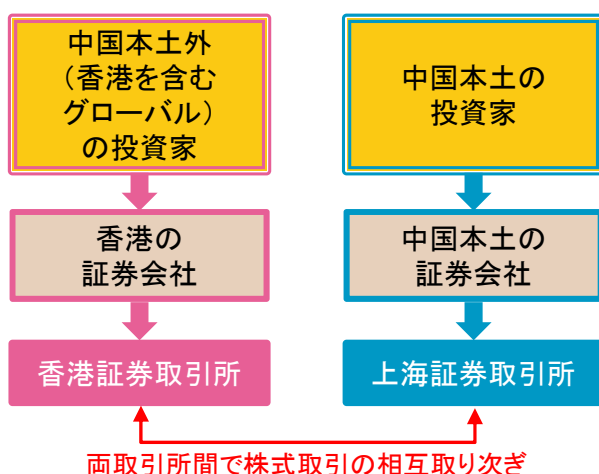 中国本土外
（香港を含む
グローバル）
の投資家
中国本土の
投資家
香港の
証券会社
中国本土の
証券会社
香港証券取引所
上海証券取引所
両取引所間で株式取引の相互取り次ぎ